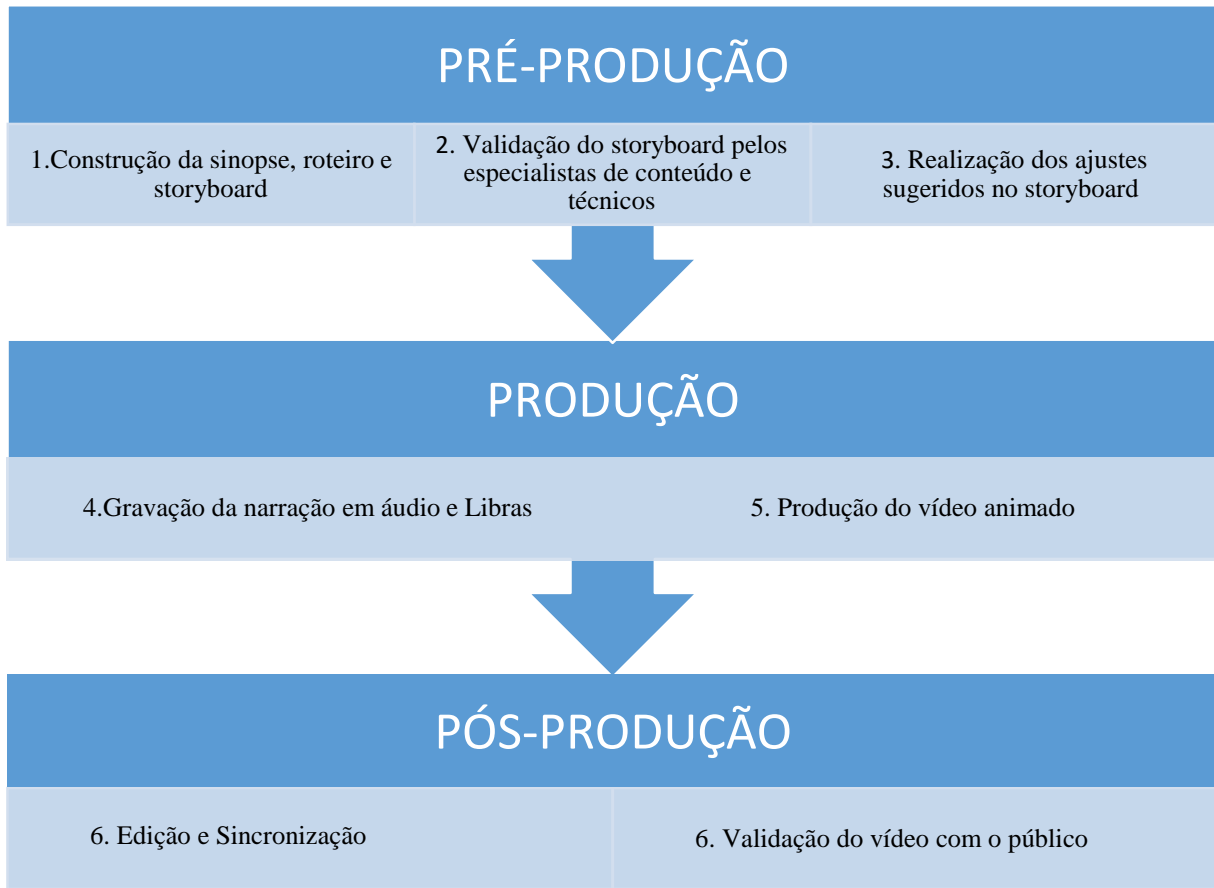 PRÉ-PRODUÇÃO
1.Construção da sinopse, roteiro e
storyboard
2. Validação do storyboard pelos
especialistas de conteúdo e
técnicos
3. Realização dos ajustes
sugeridos no storyboard
PRODUÇÃO
4.Gravação da narração em áudio e Libras
5. Produção do vídeo animado
PÓS-PRODUÇÃO
6. Edição e Sincronização
6. Validação do vídeo com o público